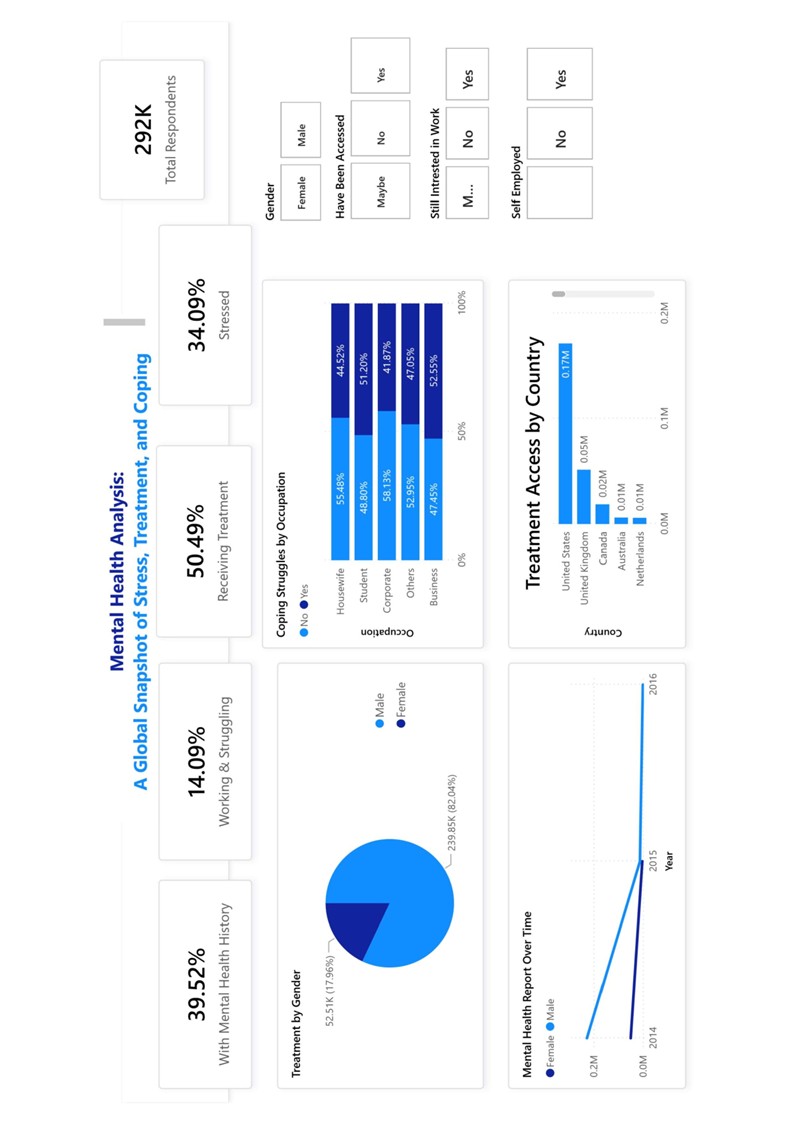 Mental Health Analysis:
A Global Snapshot of Stress, Treatment, and Coping
292K
Total Respondents
39.52%
With Mental Health History
14.09%
Working & Struggling
50.49%
Receiving Treatment
34.09%
Stressed
Treatment by Gender
52.51K (17.96%)
239.85K (82.04%)
Male
Female
Coping Struggles by Occupation
No Yes
Occupation
Housewife 55.48% 44.52%
Student 48.80% 51.20%
Corporate 58.13% 41.87%
Others 52.95% 47.05%
Business 47.45% 52.55%
0% 50% 100%
Gender
Female Male
Have Been Accessed
Maybe No Yes
Still Intrested in Work
M... No Yes
Self Employed
No Yes
Mental Health Report Over Time
Female Male
0.2M
0.0M
2014 2015 2016
Year
Treatment Access by Country
Country
United States 0.17M
United Kingdom 0.05M
Canada 0.02M
Australia 0.01M
Netherlands 0.01M
0.0M 0.1M 0.2M